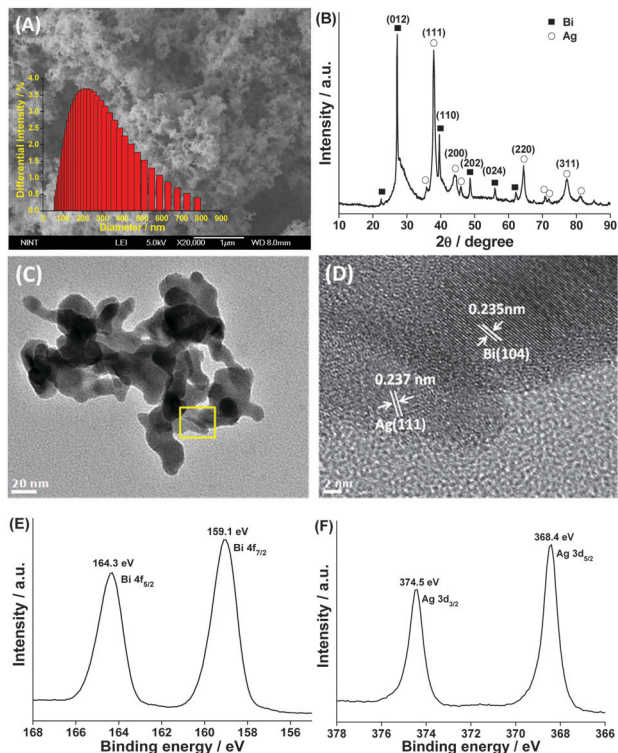 (A)
Differential Intensity / %
4.0
3.5
3.0
2.5
2.0
1.5
1.0
0.5
0.0
0 100 200 300 400 500 600 700 800 900
Diameter / nm
NINT LEI 5.0kV X20,000 1μm WD 8.0mm
(B)
Intensity / a.u.
(012)
(111)
(110)
(200)
(202)
(024)
(220)
(311)
■ Bi
○ Ag
10 20 30 40 50 60 70 80 90
2θ / degree
(C)
20 nm
(D)
0.235nm
Bi(104)
0.237 nm
Ag(111)
2 nm
(E)
Intensity / a.u.
164.3 eV
Bi 4f5/2
159.1 eV
Bi 4f7/2
168 166 164 162 160 158 156
Binding energy / eV
(F)
Intensity / a.u.
374.5 eV
Ag 3d3/2
368.4 eV
Ag 3d5/2
378 376 374 372 370 368 366
Binding energy / eV